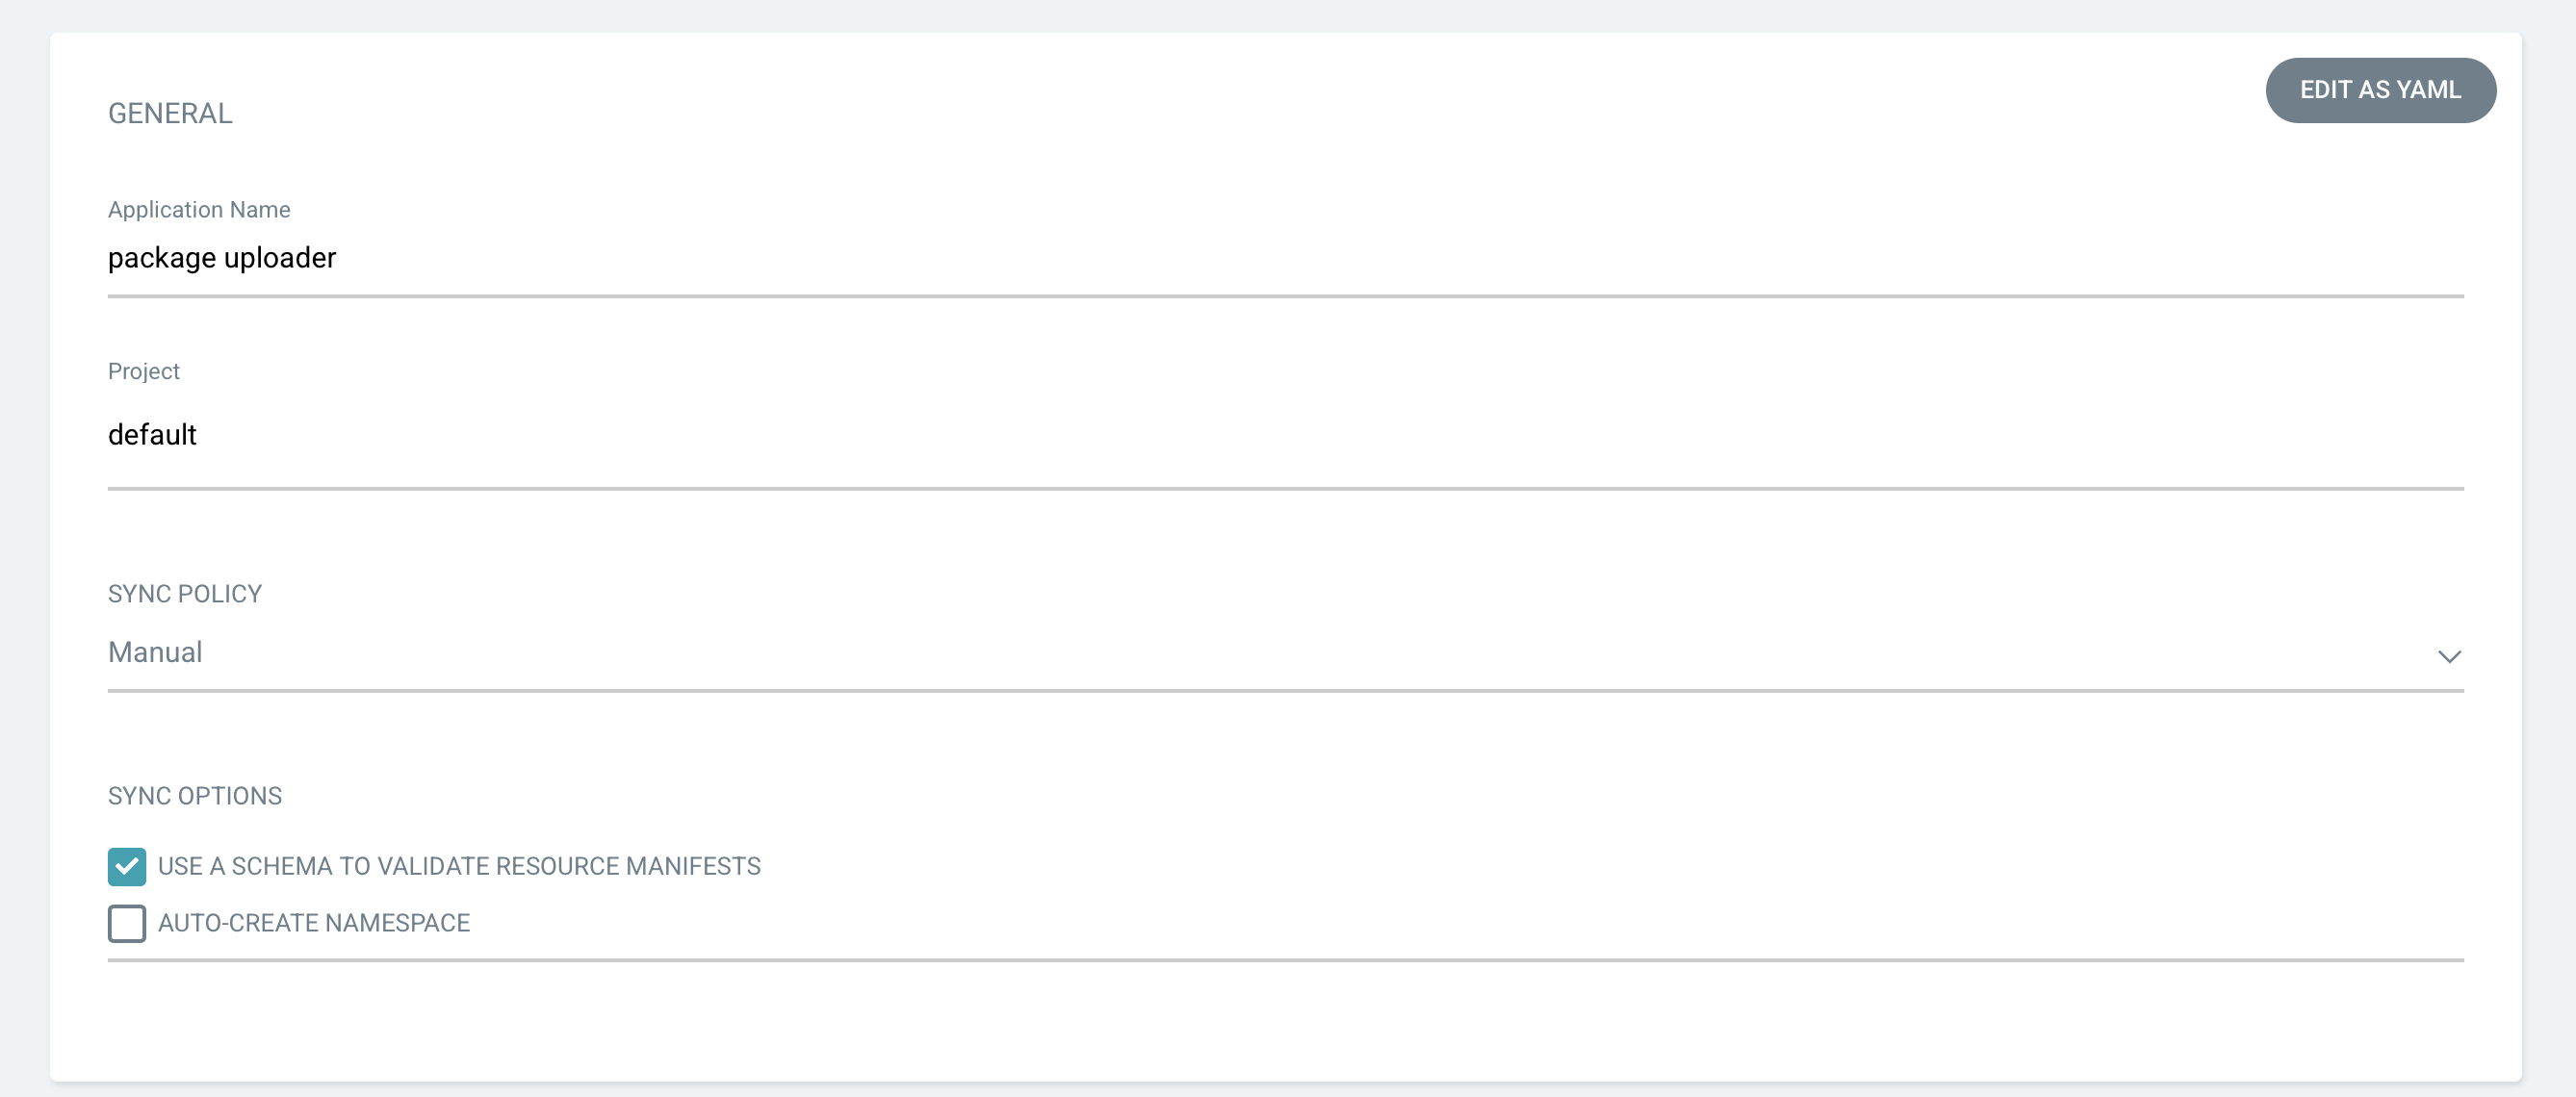 GENERAL
EDIT AS YAML
Application Name
package uploader
Project
default
SYNC POLICY
Manual
SYNC OPTIONS
USE A SCHEMA TO VALIDATE RESOURCE MANIFESTS
AUTO-CREATE NAMESPACE